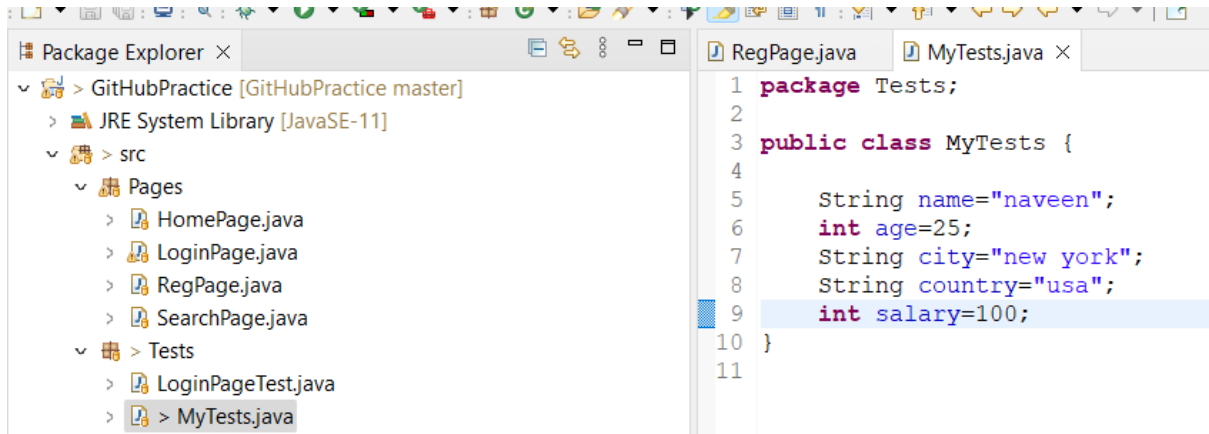 Package Explorer
> GitHubPractice [GitHubPractice master]
JRE System Library [JavaSE-11]
> src
Pages
HomePage.java
LoginPage.java
RegPage.java
SearchPage.java
> Tests
LoginPageTest.java
> MyTests.java
RegPage.java MyTests.java
1 package Tests;
2
3 public class MyTests {
4
5 String name="naveen";
6 int age=25;
7 String city="new york";
8 String country="usa";
9 int salary=100;
10 }
11